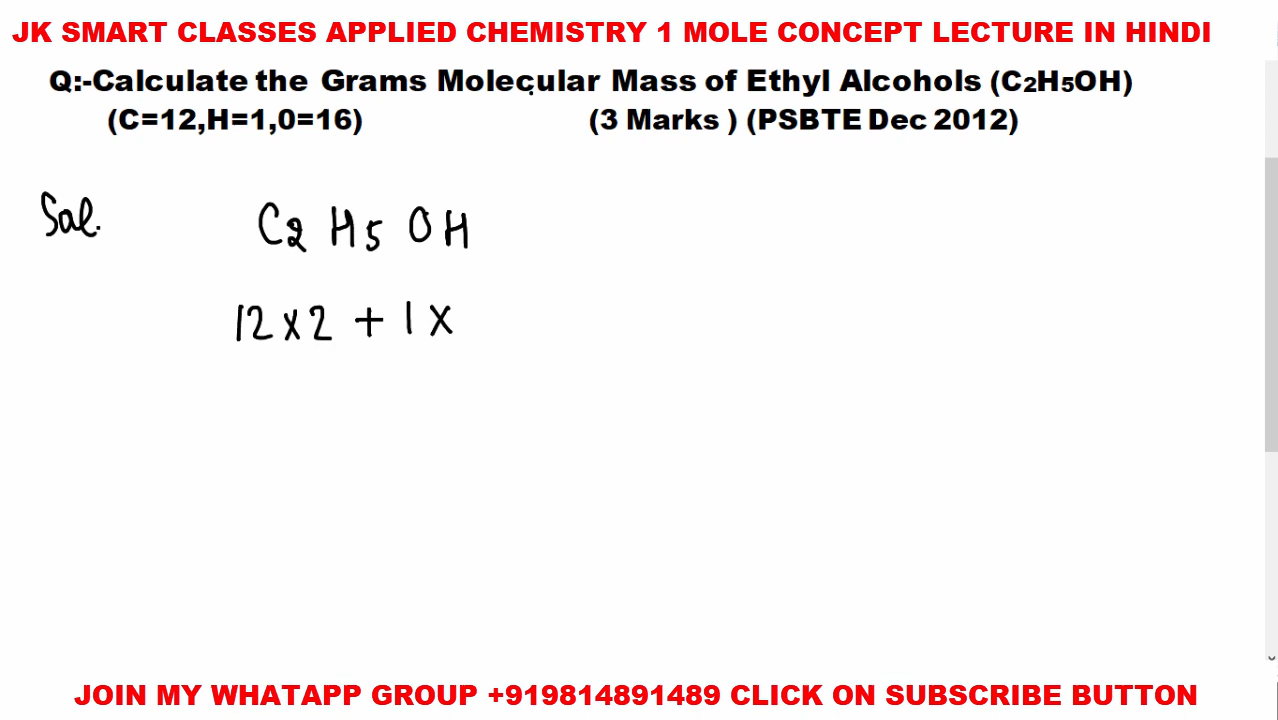 JK SMART CLASSES APPLIED CHEMISTRY 1 MOLE CONCEPT LECTURE IN HINDI
Q:-Calculate the Grams Molecular Mass of Ethyl Alcohols (C2H5OH)
(C=12,H=1,0=16) (3 Marks ) (PSBTE Dec 2012)
Sol. C2 H5 OH
12 x 2 + 1 x
JOIN MY WHATAPP GROUP +919814891489 CLICK ON SUBSCRIBE BUTTON